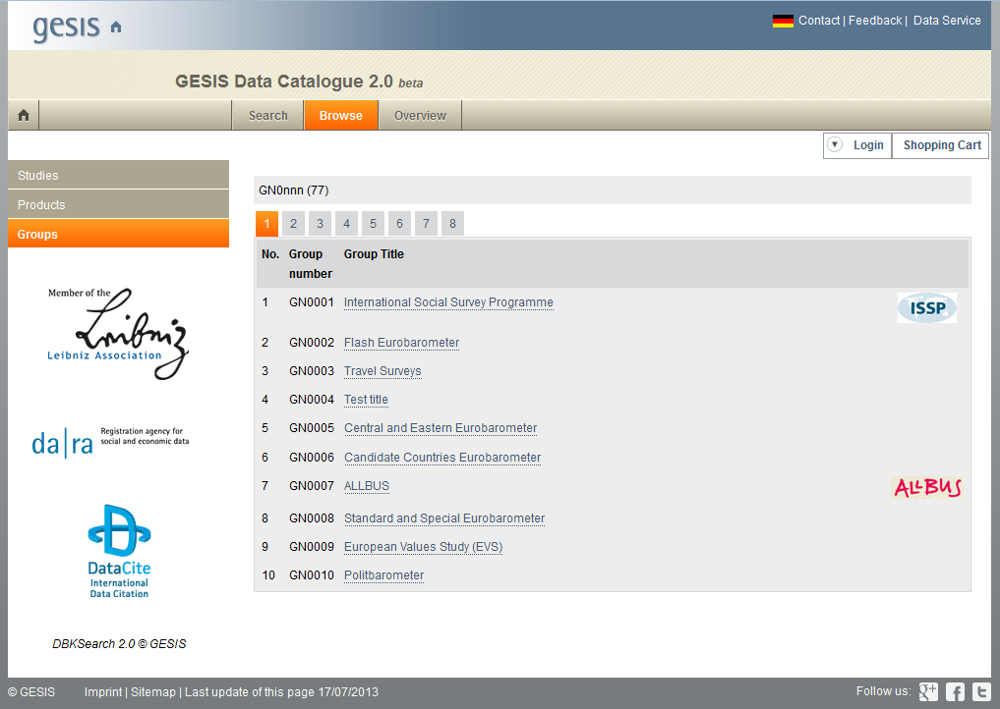 gesis
Contact | Feedback | Data Service
GESIS Data Catalogue 2.0 beta
Search Browse Overview
Login Shopping Cart
Studies
Products
Groups
Member of the
Leibniz
Leibniz Association
da|ra Registration agency for
social and economic data
DataCite
International
Data Citation
DBKSearch 2.0 © GESIS
GN0nnn (77)
1 2 3 4 5 6 7 8
No. Group Group Title
number
1 GN0001 International Social Survey Programme ISSP
2 GN0002 Flash Eurobarometer
3 GN0003 Travel Surveys
4 GN0004 Test title
5 GN0005 Central and Eastern Eurobarometer
6 GN0006 Candidate Countries Eurobarometer
7 GN0007 ALLBUS ALLBUS
8 GN0008 Standard and Special Eurobarometer
9 GN0009 European Values Study (EVS)
10 GN0010 Politbarometer
© GESIS Imprint | Sitemap | Last update of this page 17/07/2013 Follow us: g+ f t